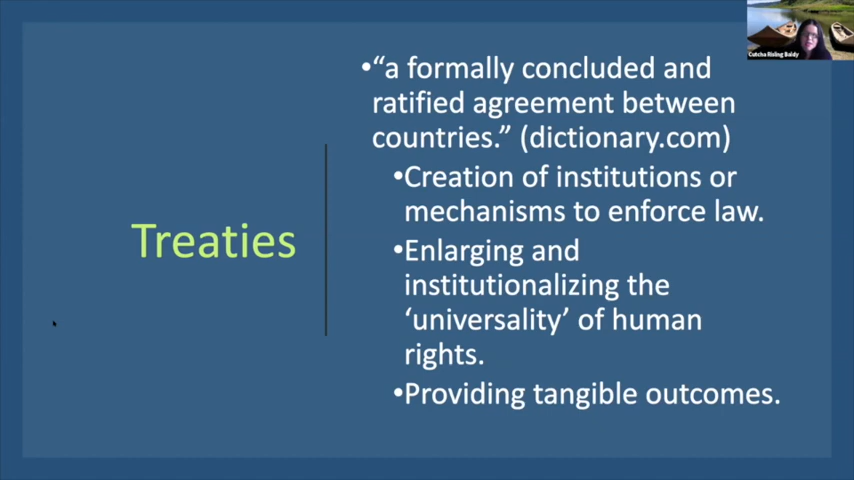 Cutcha Risling Baldy
Treaties
•“a formally concluded and
ratified agreement between
countries.” (dictionary.com)
•Creation of institutions or
mechanisms to enforce law.
•Enlarging and
institutionalizing the
‘universality’ of human
rights.
•Providing tangible outcomes.